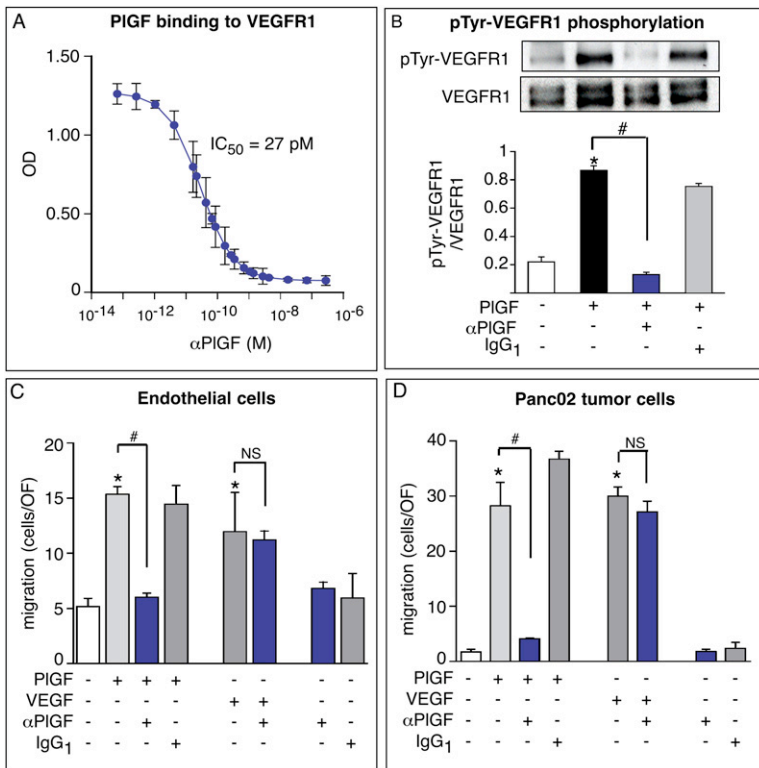 A
PlGF binding to VEGFR1
1.50
1.00
0.50
0
OD
IC50 = 27 pM
10-14 10-12 10-10 10-8 10-6
αPlGF (M)
B
pTyr-VEGFR1 phosphorylation
pTyr-VEGFR1
VEGFR1
#
*
1
0.8
0.6
0.4
0.2
pTyr-VEGFR1
/VEGFR1
PlGF - + + +
αPlGF - - + -
IgG1 - - - +
C
Endothelial cells
20
15
10
5
0
migration (cells/OF)
# NS
* *
PlGF - + + + - - - -
VEGF - - - - + + - -
αPlGF - - + - - + + -
IgG1 - - - + - - - +
D
Panc02 tumor cells
40
30
20
10
0
migration (cells/OF)
# NS
* *
PlGF - + + + - - - -
VEGF - - - - + + - -
αPlGF - - + - - + + -
IgG1 - - - + - - - +